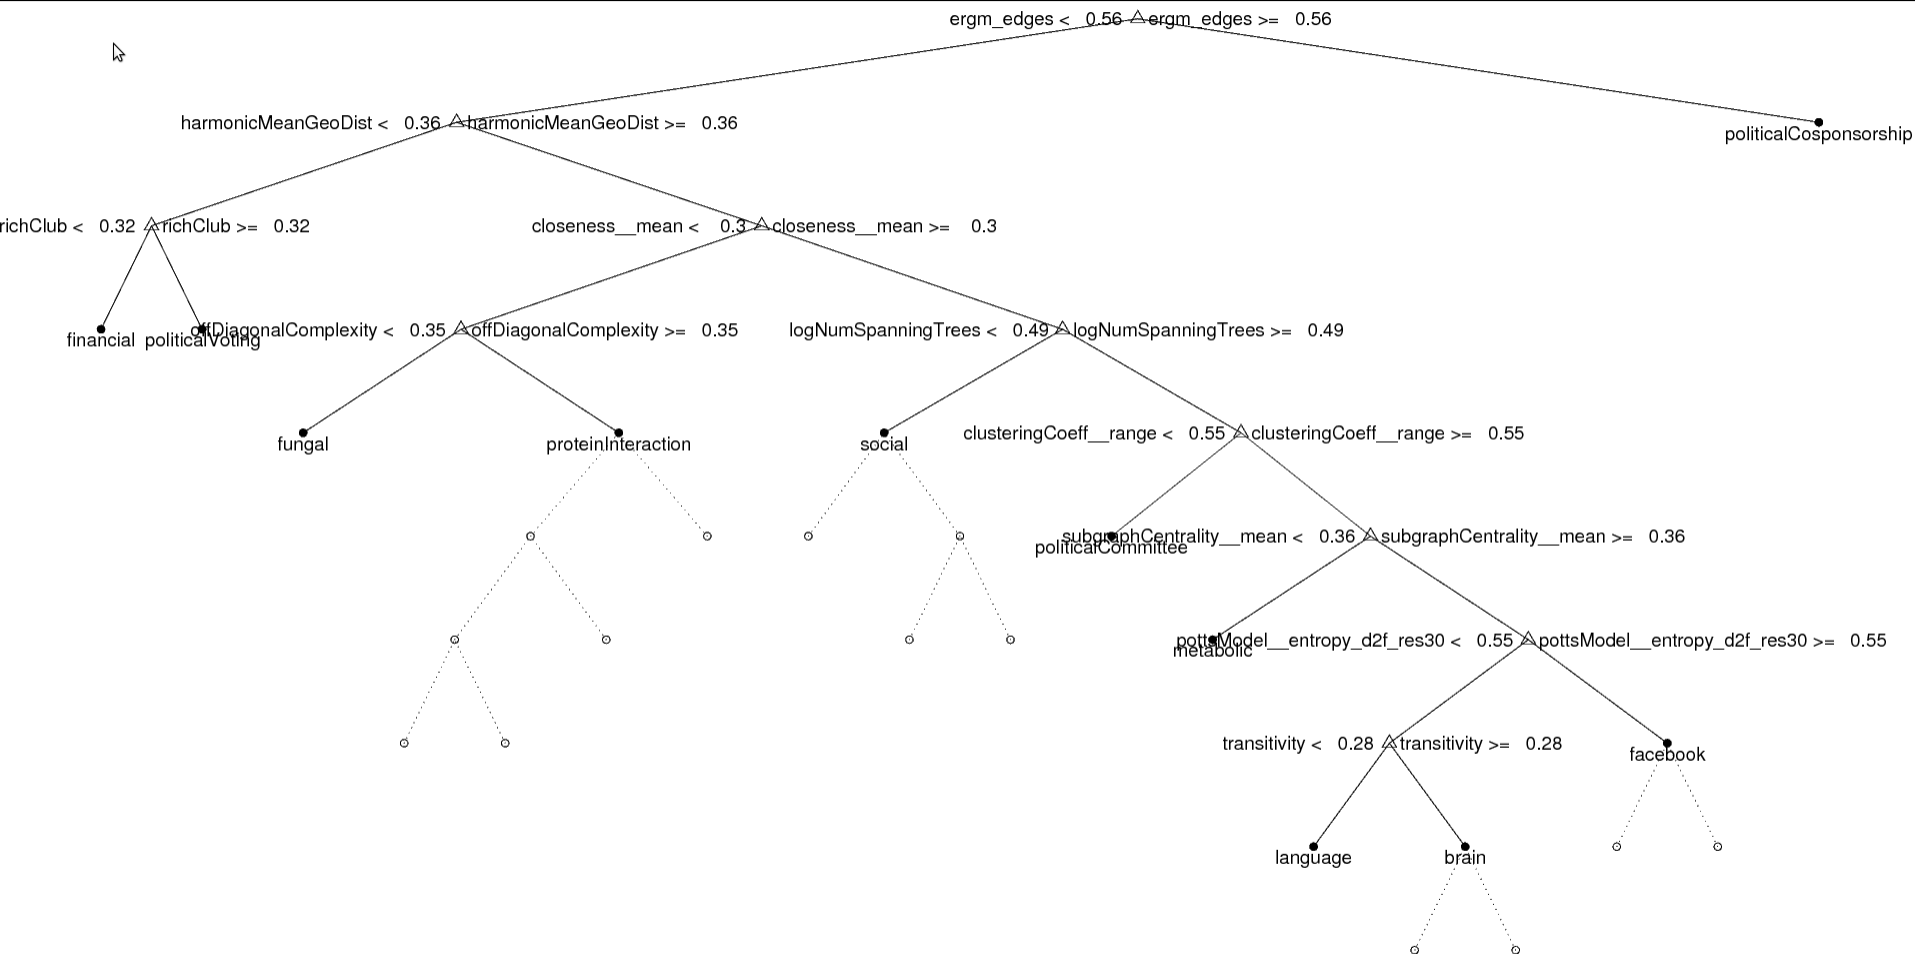 ergm_edges < 0.56 ergm_edges >= 0.56
harmonicMeanGeoDist < 0.36 harmonicMeanGeoDist >= 0.36
politicalCosponsorship
richClub < 0.32 richClub >= 0.32
closeness__mean < 0.3 closeness__mean >= 0.3
offDiagonalComplexity < 0.35 offDiagonalComplexity >= 0.35
logNumSpanningTrees < 0.49 logNumSpanningTrees >= 0.49
financial politicalVoting
clusteringCoeff__range < 0.55 clusteringCoeff__range >= 0.55
fungal proteinInteraction social
subgraphCentrality__mean < 0.36 subgraphCentrality__mean >= 0.36
politicalCommittee
pottsModel__entropy_d2f_res30 < 0.55 pottsModel__entropy_d2f_res30 >= 0.55
metabolic
transitivity < 0.28 transitivity >= 0.28
facebook
language brain